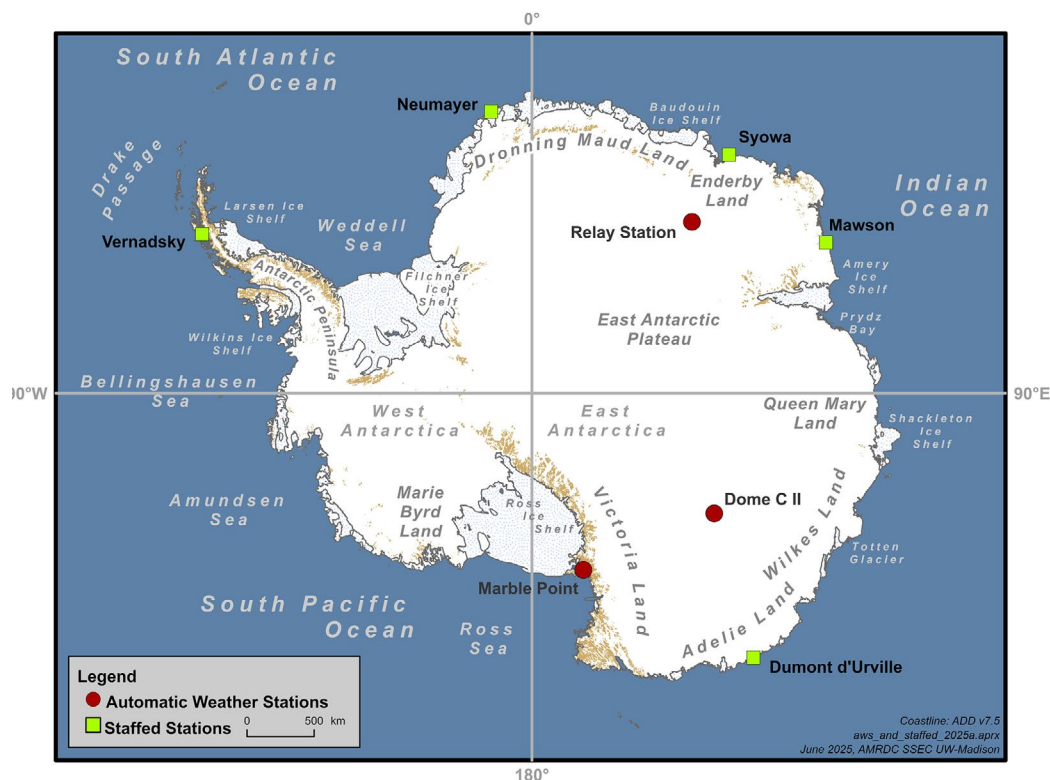 0°
South Atlantic
Ocean
Neumayer
Baudouin
Ice Shelf
Syowa
Dronning Maud Land
Drake
Passage
Enderby
Land
Indian
Ocean
Larsen Ice
Shelf
Weddell
Sea
Relay Station
Mawson
Vernadsky
Antarctic Peninsula
Filchner
Ice
Shelf
Amery
Ice
Shelf
East Antarctic
Plateau
Prydz
Bay
Wilkins Ice
Shelf
Bellingshausen
Sea
00°W
90°E
West
Antarctica
East
Antarctica
Queen Mary
Land
Shackleton
Ice
Shelf
Amundsen
Sea
Marie
Byrd
Land
Ross
Ice
Shelf
Victoria Land
Dome C II
Wilkes Land
Totten
Glacier
Marble Point
South Pacific
Ocean
Ross
Sea
Adelie Land
Dumont d'Urville
Legend
Automatic Weather Stations
Staffed Stations
0 500 km
Coastline: ADD v7.5
aws_and_staffed_2025a.aprx
June 2025, AMRDC SSEC UW-Madison
180°